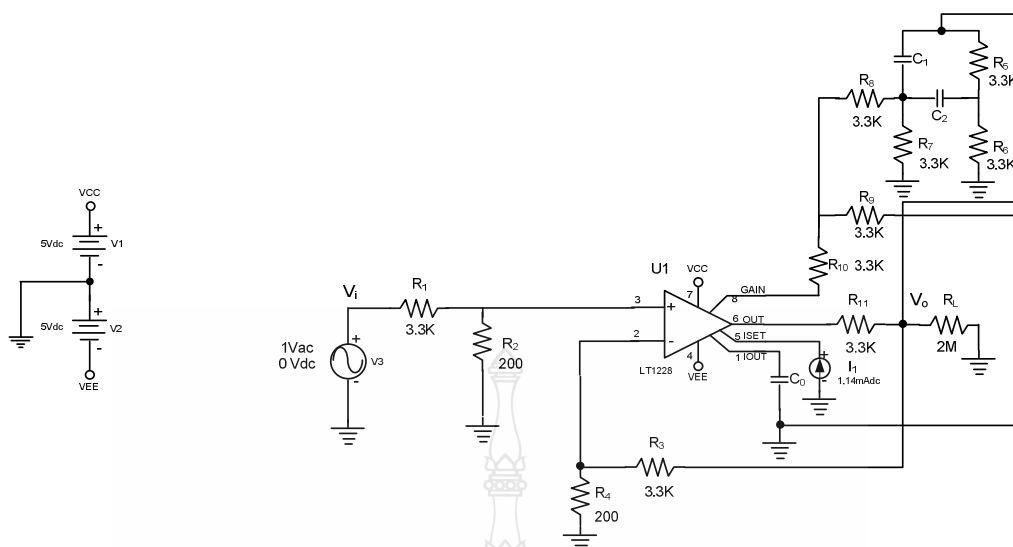 C1
R5
3.3K
R8
3.3K
C2
R7
3.3K
R6
3.3K
VCC
5Vdc
+
V1
-
R9
3.3K
R10 3.3K
U1
VCC
7
GAIN
8
Vi
R1
3.3K
3
+
6 OUT
R11
3.3K
Vo
RL
2M
+
5Vdc
V2
-
VEE
1Vac
0 Vdc
+
V3
-
R2
200
2
-
5 ISET
1 IOUT
4
LT1228
VEE
C0
+
-
I1
1.14mAdc
R3
3.3K
R4
200